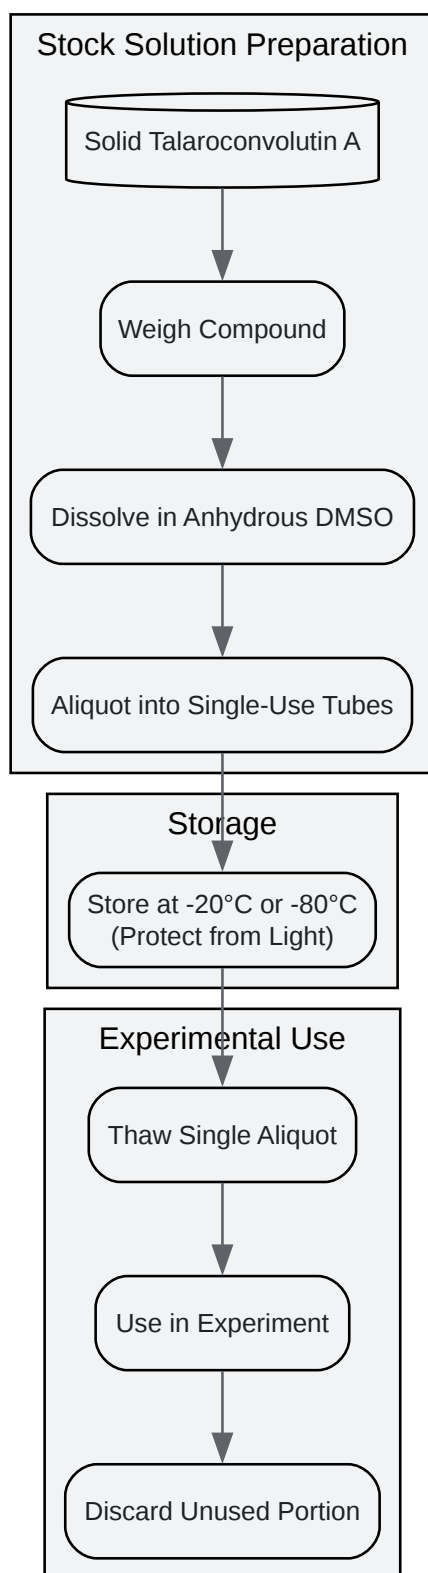 Stock Solution Preparation
Solid Talaroconvolutin A
Weigh Compound
Dissolve in Anhydrous DMSO
Aliquot into Single-Use Tubes
Storage
Store at -20°C or -80°C
(Protect from Light)
Experimental Use
Thaw Single Aliquot
Use in Experiment
Discard Unused Portion